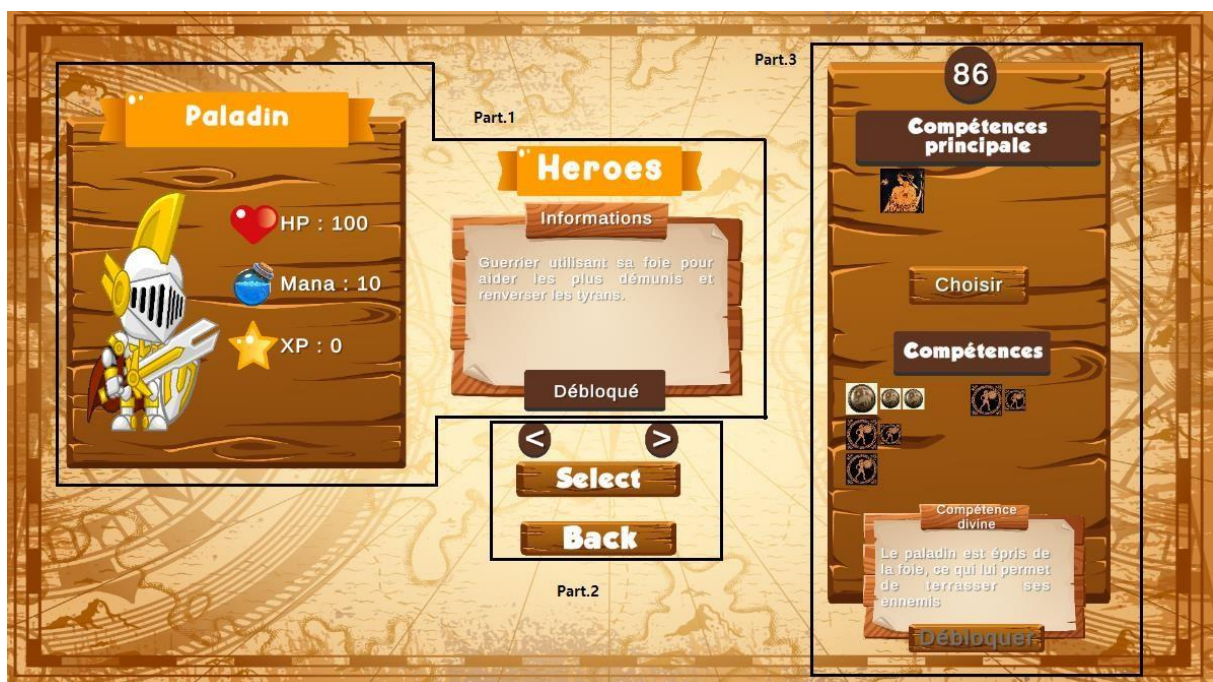 Part.1
Paladin
HP : 100
Mana : 10
XP : 0
Heroes
Informations
Guerrier utilisant sa foie pour
aider les plus démunis et
renverser les tyrans.
Débloqué
<
>
Select
Back
Part.2
Part.3
86
Compétences
principale
Choisir
Compétences
Compétence
divine
Le paladin est épris de
la foie, ce qui lui permet
de terrasser ses
ennemis
Débloquer